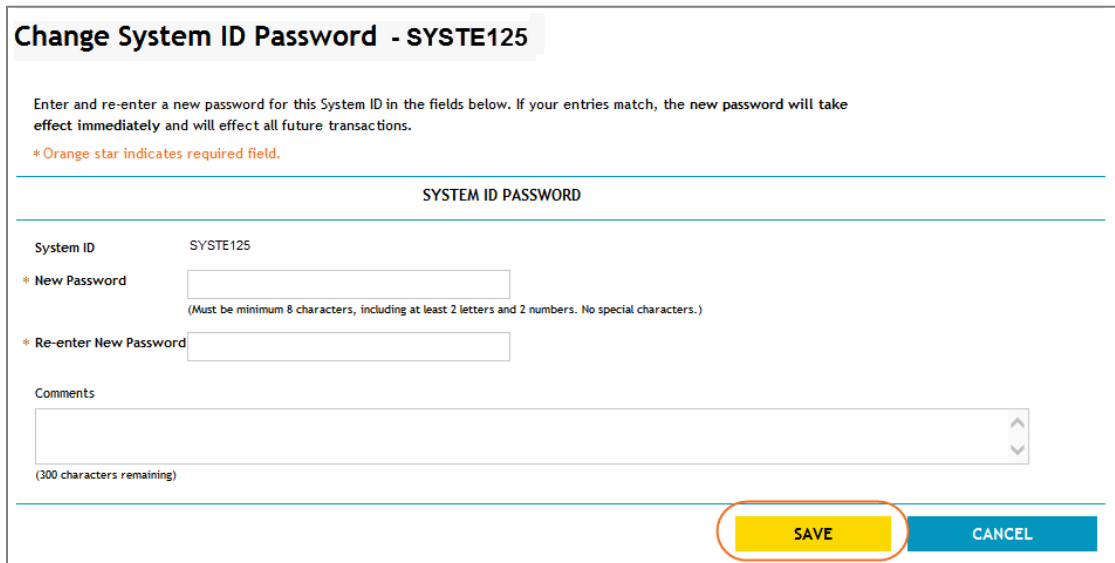 Change System ID Password - SYSTE125
Enter and re-enter a new password for this System ID in the fields below. If your entries match, the new password will take
effect immediately and will effect all future transactions.
* Orange star indicates required field.
SYSTEM ID PASSWORD
System ID SYSTE125
* New Password
(Must be minimum 8 characters, including at least 2 letters and 2 numbers. No special characters.)
* Re-enter New Password
Comments
(300 characters remaining)
SAVE CANCEL